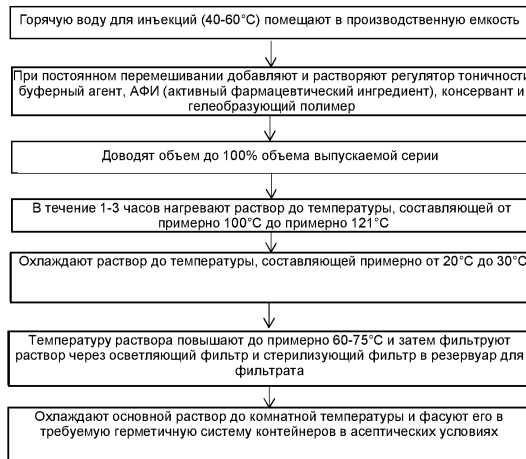 Горячую воду для инъекций (40-60°С) помещают в производственную емкость
При постоянном перемешивании добавляют и растворяют регулятор тоничности
буферный агент, АФИ (активный фармацевтический ингредиент), консервант и
гелеобразующий полимер
Доводят объем до 100% объема выпускаемой серии
В течение 1-3 часов нагревают раствор до температуры, составляющей от
примерно 100°С до примерно 121°С
Охлаждают раствор до температуры, составляющей примерно от 20°С до 30°С
Температуру раствора повышают до примерно 60-75°С и затем фильтруют
раствор через осветляющий фильтр и стерилизующий фильтр в резервуар для
фильтрата
Охлаждают основной раствор до комнатной температуры и фасуют его в
требуемую герметичную систему контейнеров в асептических условиях